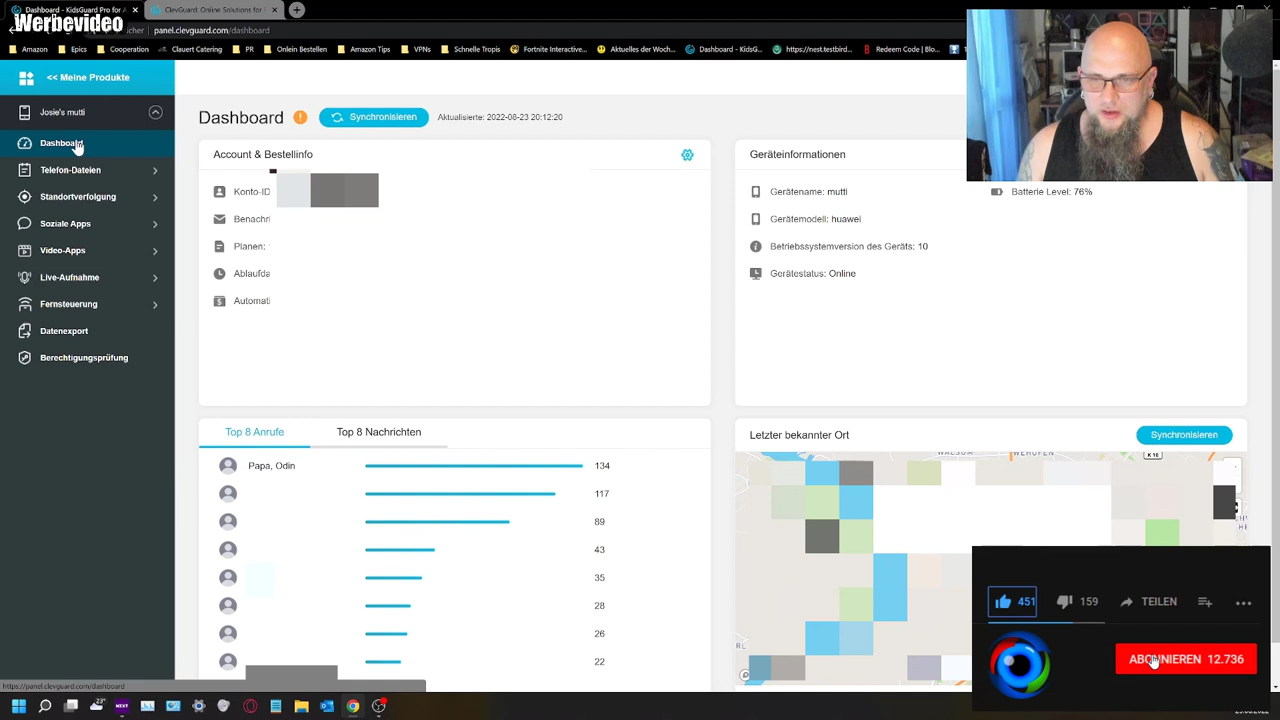 Werbevideo
Dashboard - KidsGuard Pro for A
ClevGuard: Online Solutions for
panel.clevguard.com/dashboard
Amazon
Epics
Cooperation
Clauert Catering
PR
Onlein Bestellen
Amazon Tips
VPNs
Schnelle Tropis
Fortnite Interactive...
Aktuelles der Woch...
Dashboard - KidsG...
https://nest.testbird...
Redeem Code | Blo...
<< Meine Produkte
Josie's mutti
Dashboard
Telefon-Dateien
Standortverfolgung
Soziale Apps
Video-Apps
Live-Aufnahme
Fernsteuerung
Datenexport
Berechtigungsprüfung
Dashboard
Synchronisieren
Aktualisierte: 2022-08-23 20:12:20
Account & Bestellinfo
Konto-ID
Benachri
Planen:
Ablaufda
Automati
Geräteinformationen
Gerätename: mutti
Batterie Level: 76%
Gerätemodell: huawei
Betriebssystemversion des Geräts: 10
Gerätestatus: Online
Top 8 Anrufe
Top 8 Nachrichten
Papa, Odin
134
117
89
43
35
28
26
22
Letzter bekannter Ort
Synchronisieren
WALSUM
WEHOFEN
K 10
451
159
TEILEN
ABONNIEREN 12.736
https://panel.clevguard.com/dashboard
23°
NEXT